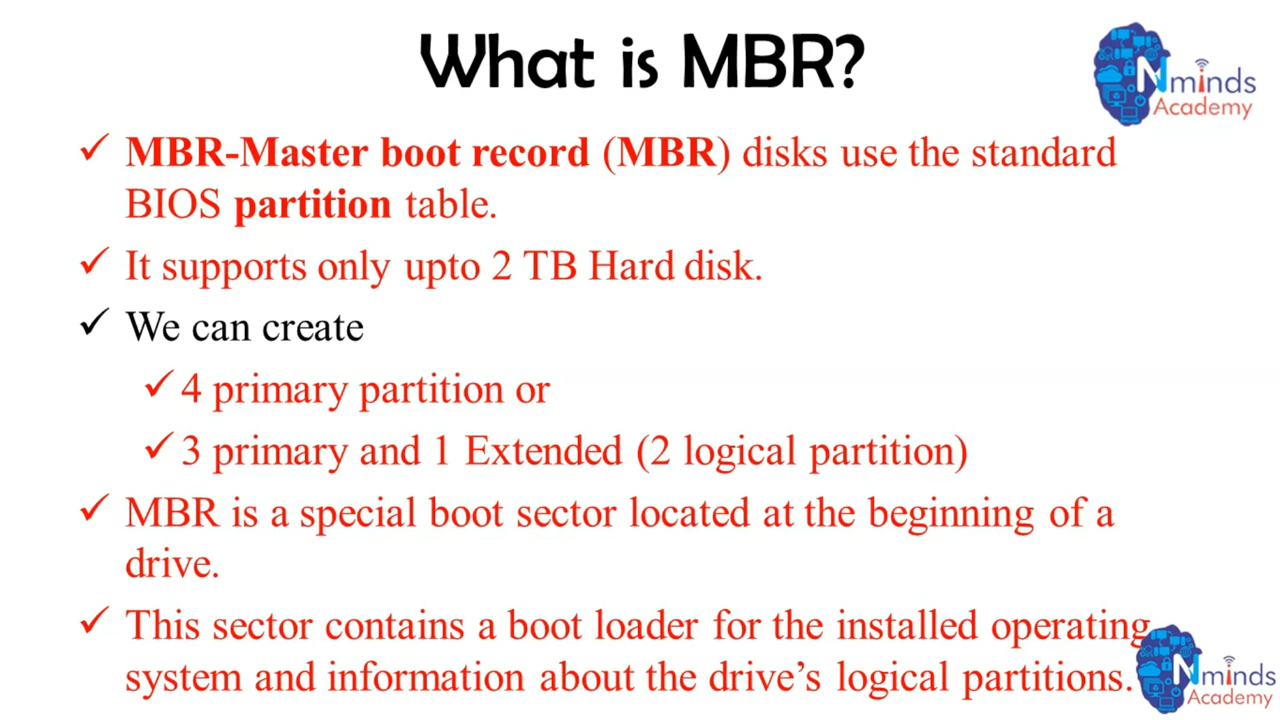 What is MBR?
Nminds
Academy
✓ MBR-Master boot record (MBR) disks use the standard
BIOS partition table.
✓ It supports only upto 2 TB Hard disk.
✓ We can create
✓ 4 primary partition or
✓ 3 primary and 1 Extended (2 logical partition)
✓ MBR is a special boot sector located at the beginning of a
drive.
✓ This sector contains a boot loader for the installed operating
system and information about the drive's logical partitions.
Nminds
Academy